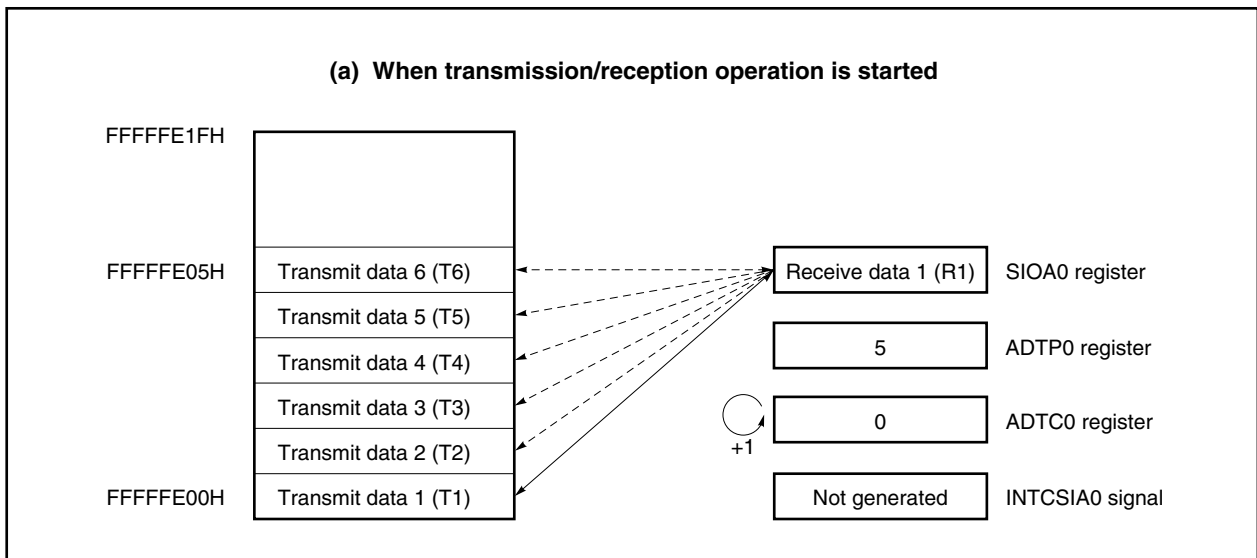 (a) When transmission/reception operation is started
FFFFFE1FH
FFFFFE05H Transmit data 6 (T6) Receive data 1 (R1) SIOA0 register
Transmit data 5 (T5)
5 ADTP0 register
Transmit data 4 (T4)
Transmit data 3 (T3)
0 ADTC0 register
+1
Transmit data 2 (T2)
FFFFFE00H Transmit data 1 (T1) Not generated INTCSIA0 signal